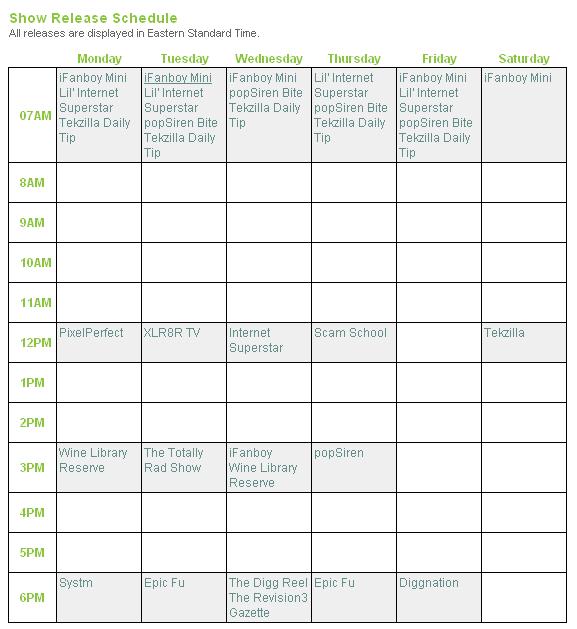 Show Release Schedule
All releases are displayed in Eastern Standard Time.
Monday Tuesday Wednesday Thursday Friday Saturday
07AM
iFanboy Mini
Lil' Internet
Superstar
Tekzilla Daily
Tip
iFanboy Mini
Lil' Internet
Superstar
popSiren Bite
Tekzilla Daily
Tip
iFanboy Mini
popSiren Bite
Tekzilla Daily
Tip
Lil' Internet
Superstar
popSiren Bite
Tekzilla Daily
Tip
iFanboy Mini
Lil' Internet
Superstar
popSiren Bite
Tekzilla Daily
Tip
iFanboy Mini
8AM
9AM
10AM
11AM
12PM
PixelPerfect
XLR8R TV
Internet
Superstar
Scam School
Tekzilla
1PM
2PM
3PM
Wine Library
Reserve
The Totally
Rad Show
iFanboy
Wine Library
Reserve
popSiren
4PM
5PM
6PM
Systm
Epic Fu
The Digg Reel
The Revision3
Gazette
Epic Fu
Diggnation